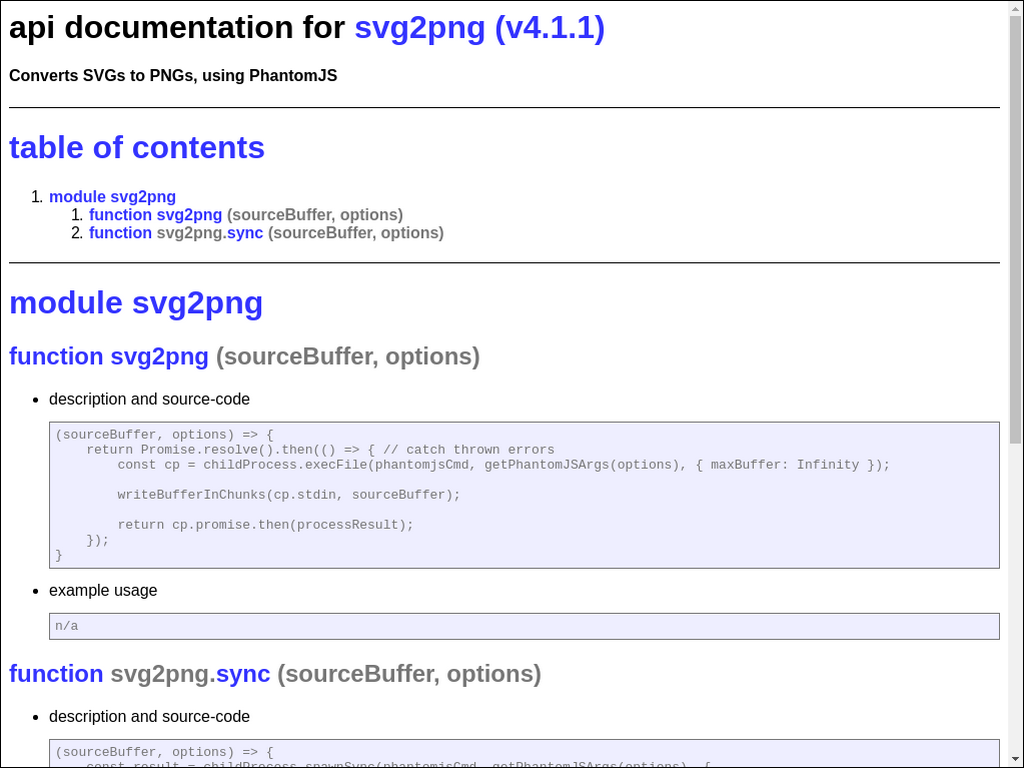 api documentation for svg2png (v4.1.1)
Converts SVGs to PNGs, using PhantomJS
table of contents
1. module svg2png
1. function svg2png (sourceBuffer, options)
2. function svg2png.sync (sourceBuffer, options)
module svg2png
function svg2png (sourceBuffer, options)
• description and source-code
(sourceBuffer, options) => {
    return Promise.resolve().then(() => { // catch thrown errors
        const cp = childProcess.execFile(phantomjsCmd, getPhantomJSArgs(options), { maxBuffer: Infinity });
        writeBufferInChunks(cp.stdin, sourceBuffer);
        return cp.promise.then(processResult);
    });
}
• example usage
n/a
function svg2png.sync (sourceBuffer, options)
• description and source-code
(sourceBuffer, options) => {
    const result = childProcess.spawnSync(phantomjsCmd, getPhantomJSArgs(options), {